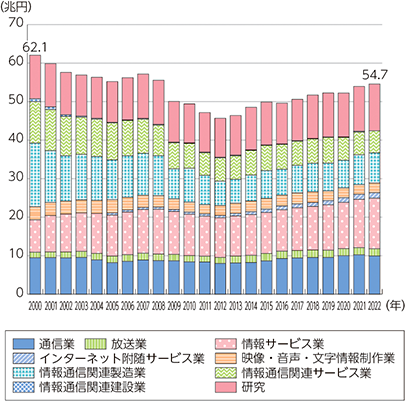 (兆円)
70
60
50
40
30
20
10
0
62.1
54.7
2000 2001 2002 2003 2004 2005 2006 2007 2008 2009 2010 2011 2012 2013 2014 2015 2016 2017 2018 2019 2020 2021 2022 (年)
通信業 放送業 情報サービス業
インターネット附随サービス業 映像・音声・文字情報制作業
情報通信関連製造業 情報通信関連サービス業
情報通信関連建設業 研究